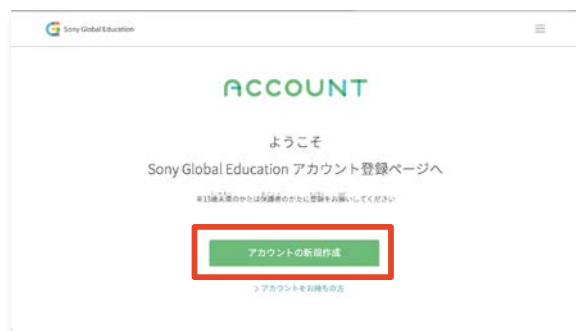 Sony Global Education
ACCOUNT
ようこそ
Sony Global Education アカウント登録ページへ
※13歳未満のかたは保護者のかたに登録をお願いしてください
アカウントの新規作成
> アカウントをお持ちの方